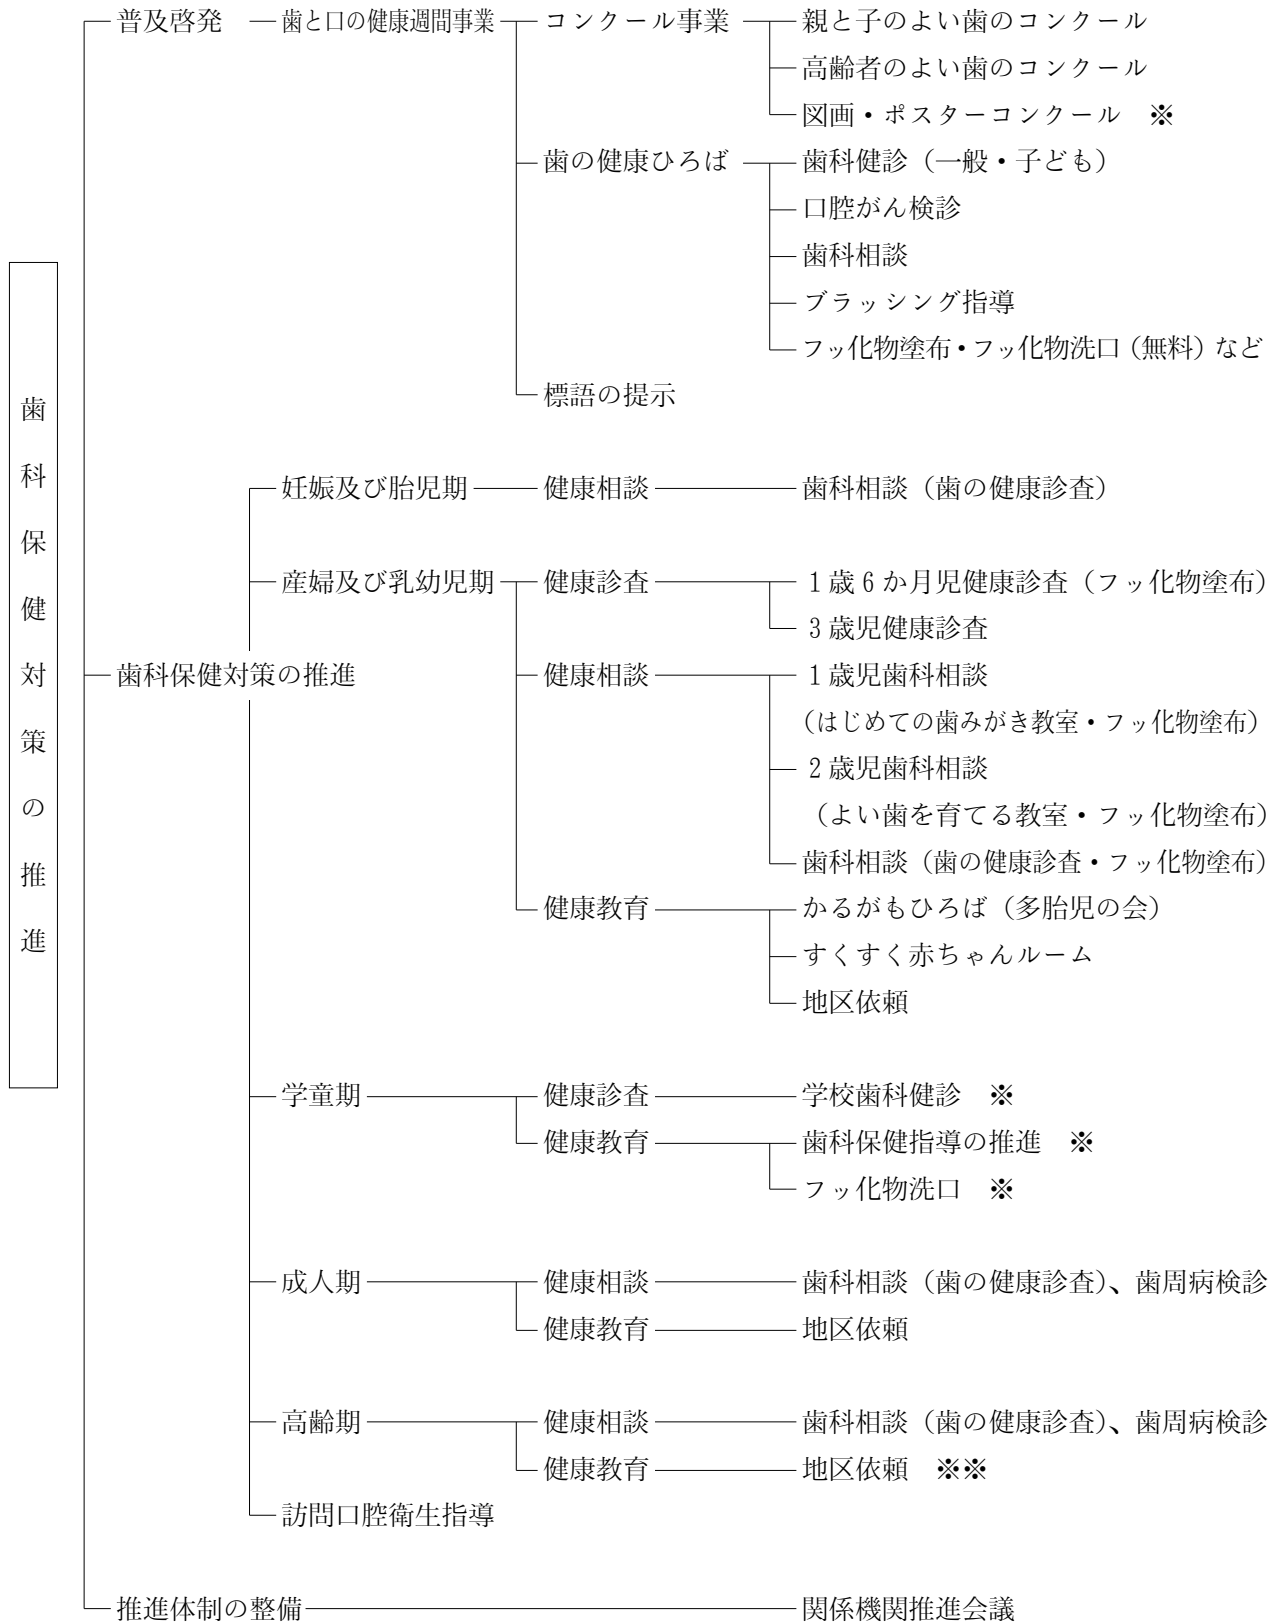 歯科保健対策の推進
普及啓発 歯と口の健康週間事業 コンクール事業 親と子のよい歯のコンクール
高齢者のよい歯のコンクール
図画・ポスターコンクール ※
歯の健康ひろば 歯科健診（一般・子ども）
口腔がん検診
歯科相談
ブラッシング指導
フッ化物塗布・フッ化物洗口（無料）など
標語の提示
妊娠及び胎児期 健康相談 歯科相談（歯の健康診査）
産婦及び乳幼児期 健康診査 1歳6か月児健康診査（フッ化物塗布）
3歳児健康診査
歯科保健対策の推進 健康相談 1歳児歯科相談
（はじめての歯みがき教室・フッ化物塗布）
2歳児歯科相談
（よい歯を育てる教室・フッ化物塗布）
歯科相談（歯の健康診査・フッ化物塗布）
健康教育 かるがもひろば（多胎児の会）
すくすく赤ちゃんルーム
地区依頼
学童期 健康診査 学校歯科健診 ※
健康教育 歯科保健指導の推進 ※
フッ化物洗口 ※
成人期 健康相談 歯科相談（歯の健康診査）、歯周病検診
健康教育 地区依頼
高齢期 健康相談 歯科相談（歯の健康診査）、歯周病検診
健康教育 地区依頼 ※※
訪問口腔衛生指導
推進体制の整備 関係機関推進会議